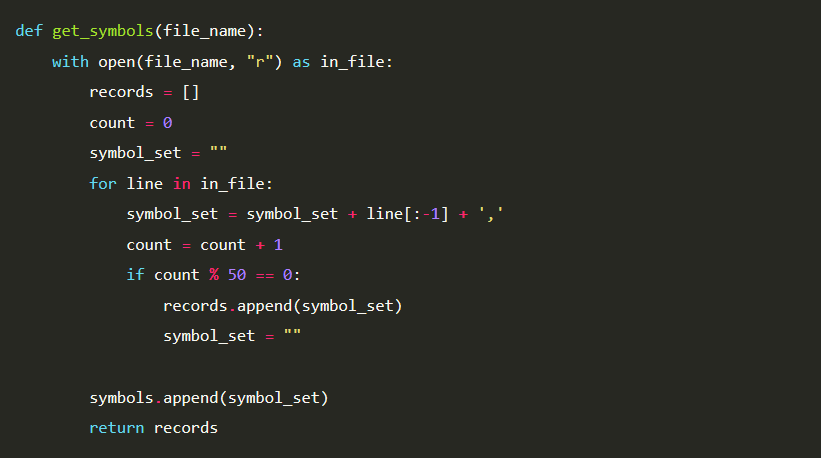 def get_symbols(file_name):
    with open(file_name, "r") as in_file:
        records = []
        count = 0
        symbol_set = ""
        for line in in_file:
            symbol_set = symbol_set + line[:-1] + ','
            count = count + 1
            if count % 50 == 0:
                records.append(symbol_set)
                symbol_set = ""

        symbols.append(symbol_set)
        return records